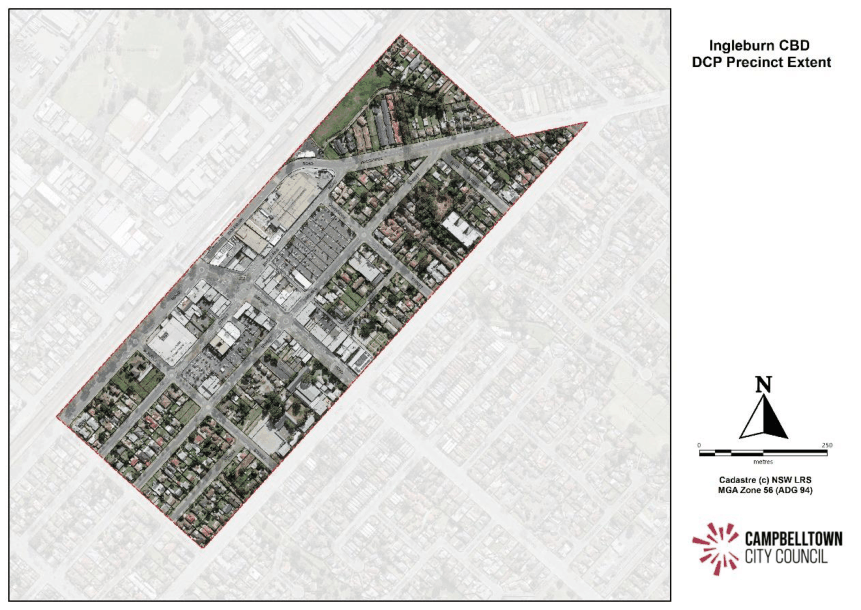 Ingleburn CBD
DCP Precinct Extent
N
0 250
metres
Cadastre (c) NSW LRS
MGA Zone 56 (ADG 94)
CAMPBELLTOWN
CITY COUNCIL